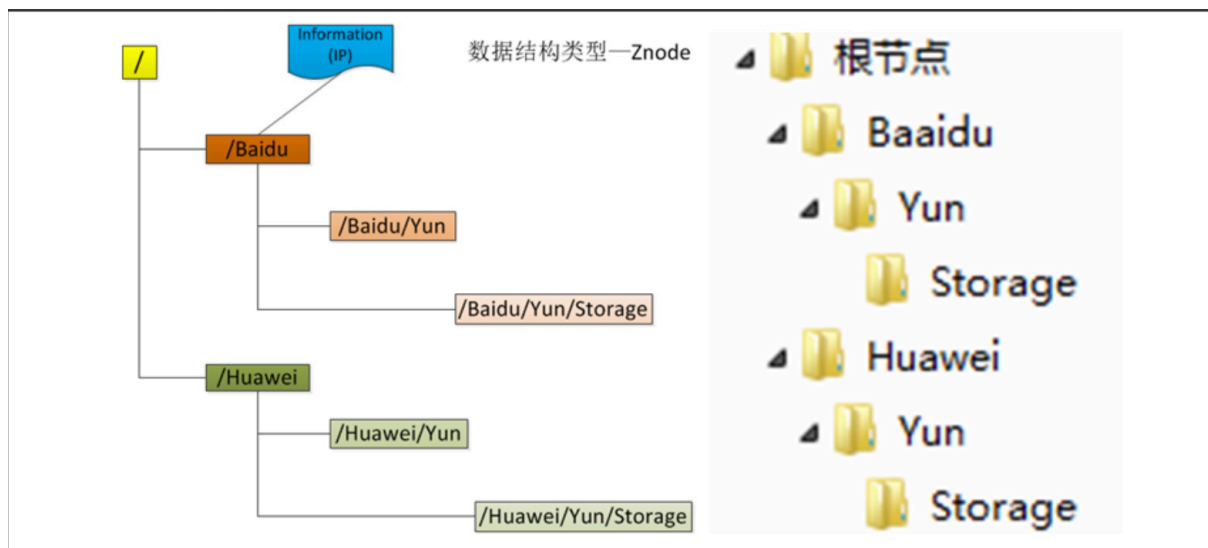 /
Information
(IP)
数据结构类型—Znode
/Baidu
/Baidu/Yun
/Baidu/Yun/Storage
/Huawei
/Huawei/Yun
/Huawei/Yun/Storage
根节点
Baaidu
Yun
Storage
Huawei
Yun
Storage